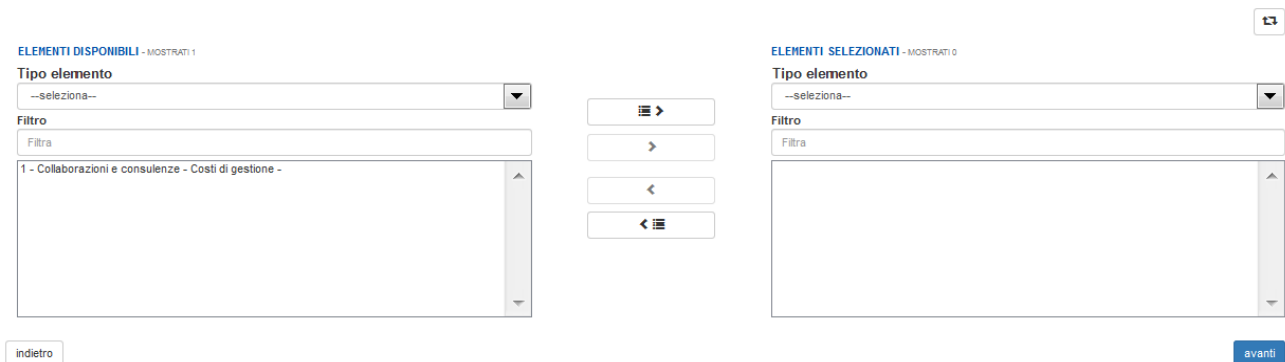 ELEMENTI DISPONIBILI - MOSTRATI 1
Tipo elemento
--seleziona--
Filtro
Filtra
1 - Collaborazioni e consulenze - Costi di gestione -
ELEMENTI SELEZIONATI - MOSTRATI 0
Tipo elemento
--seleziona--
Filtro
Filtra
indietro
avanti